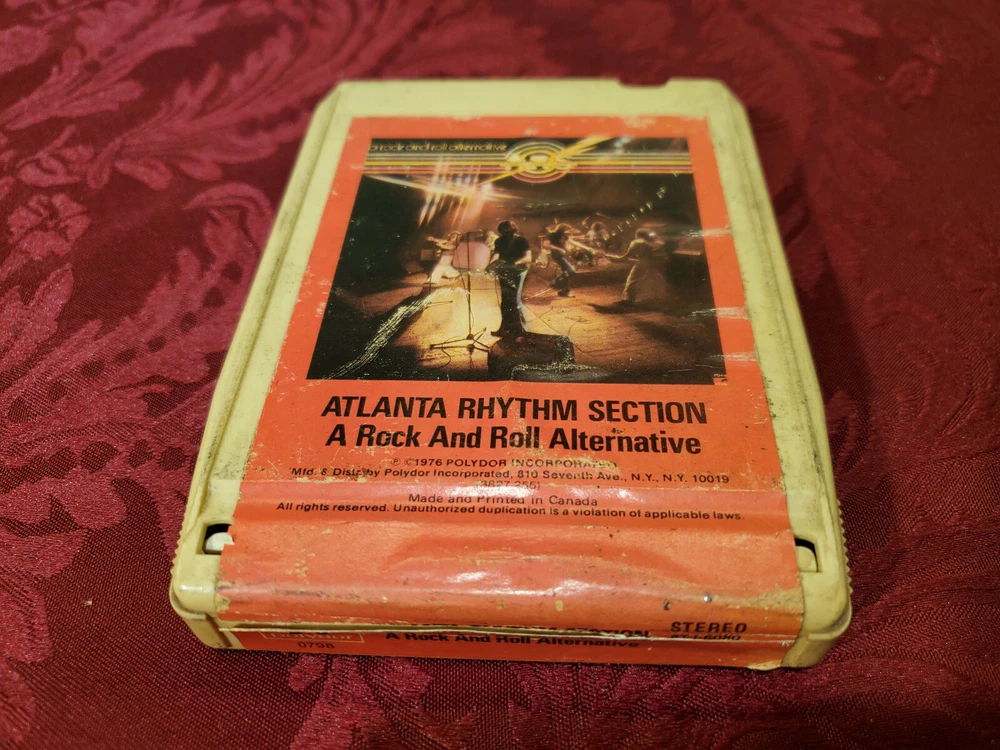 a rock and roll alternative
ATLANTA RHYTHM SECTION
A Rock And Roll Alternative
℗ ©1976 POLYDOR INCORPORATED
Mfd. & Distr. by Polydor Incorporated, 810 Seventh Ave., N.Y., N.Y. 10019
Made and Printed in Canada
All rights reserved. Unauthorized duplication is a violation of applicable laws.
STEREO
A Rock And Roll Alternative
0798